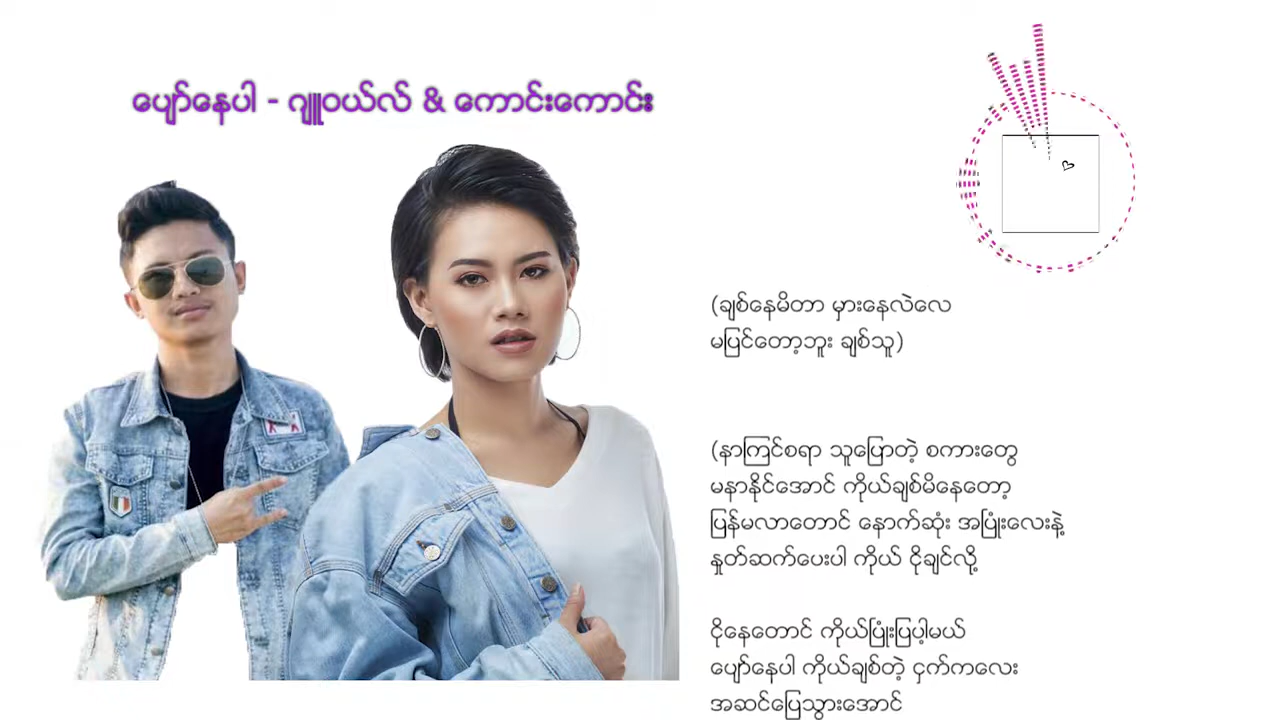 ပျော်နေပါ - ဂျူဝယ်လ် & ကောင်းကောင်း
(ချစ်နေမိတာ မှားနေလဲလေ
မပြင်တော့ဘူး ချစ်သူ)
(နာကြင်စရာ သူပြောတဲ့ စကားတွေ
မနာနိုင်အောင် ကိုယ်ချစ်မိနေတော့
ပြန်မလာတောင် နောက်ဆုံး အပြုံးလေးနဲ့
နှုတ်ဆက်ပေးပါ ကိုယ် ငိုချင်လို့
ငိုနေတောင် ကိုယ်ပြုံးပြပါ့မယ်
ပျော်နေပါ ကိုယ်ချစ်တဲ့ ငှက်ကလေး
အဆင်ပြေသွားအောင်